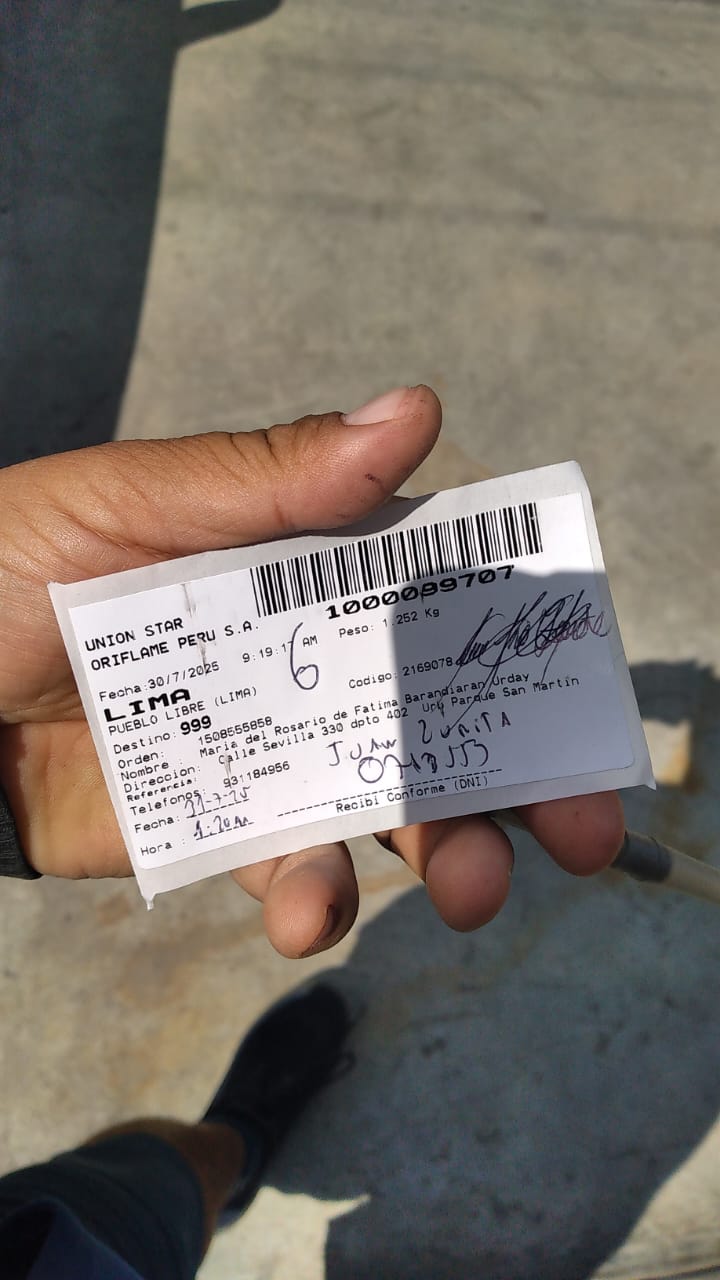 1000099707
UNION STAR
ORIFLAME PERU S.A.
Fecha:30/7/2025 9:19:17 AM Peso: 1.252 Kg
6
LIMA
PUEBLO LIBRE (LIMA) Codigo: 2169078
Destino: 999
Orden: 1508555858
Nombre : Maria del Rosario de Fatima Barandiaran Urday
Direccion: Calle Sevilla 330 dpto 402 Urb Parque San Martin
Referencia:
Telefonos: 931184956
Juan Zurita
Fecha:
Hora :
Recibi Conforme (DNI)